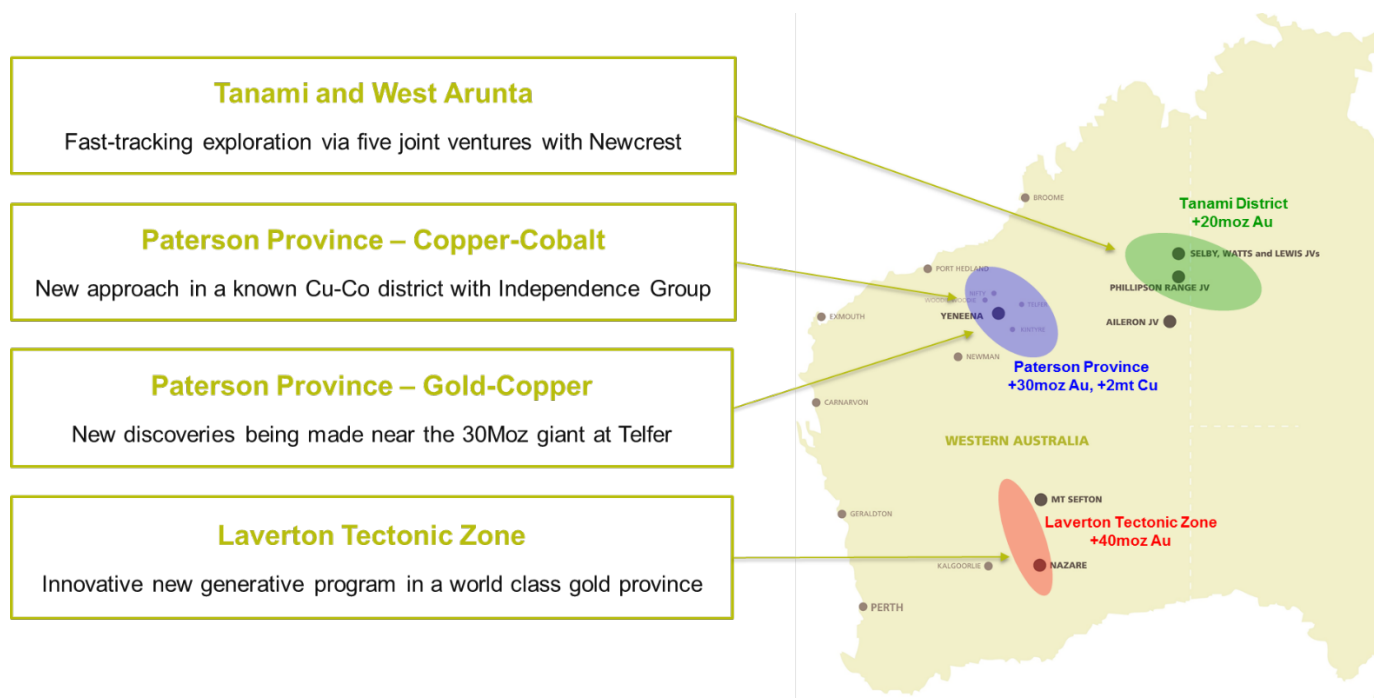 Tanami and West Arunta
Fast-tracking exploration via five joint ventures with Newcrest
Paterson Province – Copper-Cobalt
New approach in a known Cu-Co district with Independence Group
Paterson Province – Gold-Copper
New discoveries being made near the 30Moz giant at Telfer
Laverton Tectonic Zone
Innovative new generative program in a world class gold province
BROOME
Tanami District
+20moz Au
SELBY, WATTS and LEWIS JVs
PORT HEDLAND
PHILLIPSON RANGE JV
NIFTY
TELFER
YENEENA
EXMOUTH
AILERON JV
KINTYRE
NEWMAN
Paterson Province
+30moz Au, +2mt Cu
CARNARVON
WESTERN AUSTRALIA
MT SEFTON
GERALDTON
Laverton Tectonic Zone
+40moz Au
KALGOORLIE
NAZARE
PERTH